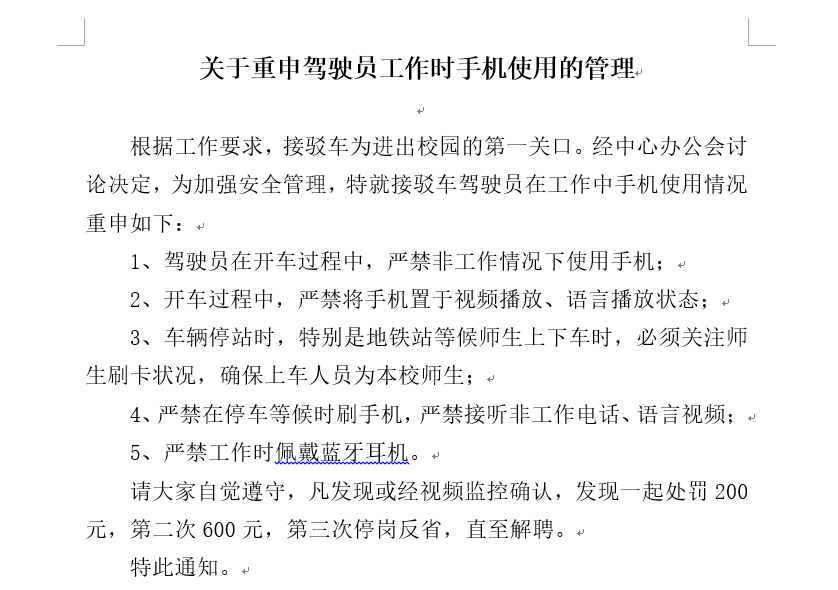 关于重申驾驶员工作时手机使用的管理
根据工作要求，接驳车为进出校园的第一关口。经中心办公会讨
论决定，为加强安全管理，特就接驳车驾驶员在工作中手机使用情况
重申如下：
1、驾驶员在开车过程中，严禁非工作情况下使用手机；
2、开车过程中，严禁将手机置于视频播放、语言播放状态；
3、车辆停站时，特别是地铁站等候师生上下车时，必须关注师
生刷卡状况，确保上车人员为本校师生；
4、严禁在停车等候时刷手机，严禁接听非工作电话、语言视频；
5、严禁工作时佩戴蓝牙耳机。
请大家自觉遵守，凡发现或经视频监控确认，发现一起处罚 200
元，第二次 600 元，第三次停岗反省，直至解聘。
特此通知。